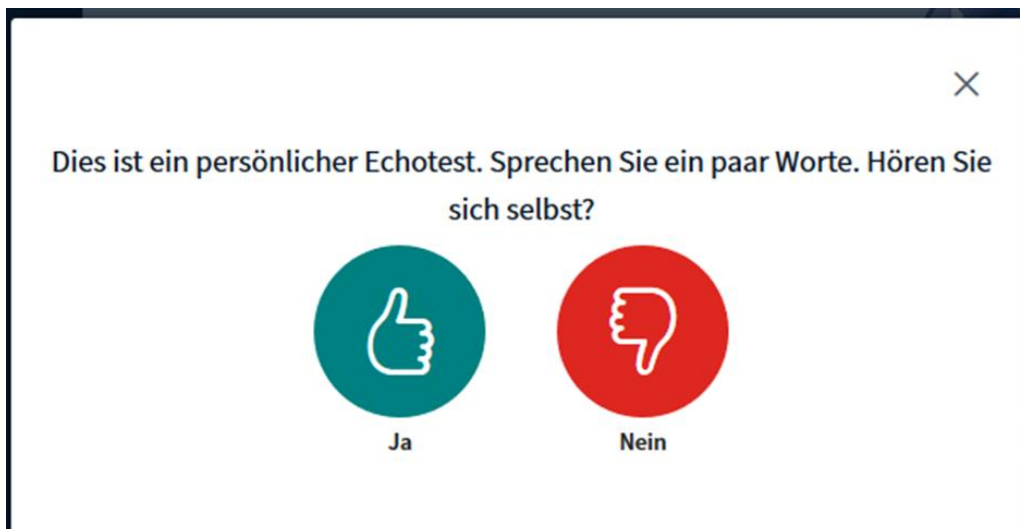 Dies ist ein persönlicher Echotest. Sprechen Sie ein paar Worte. Hören Sie
sich selbst?
Ja
Nein